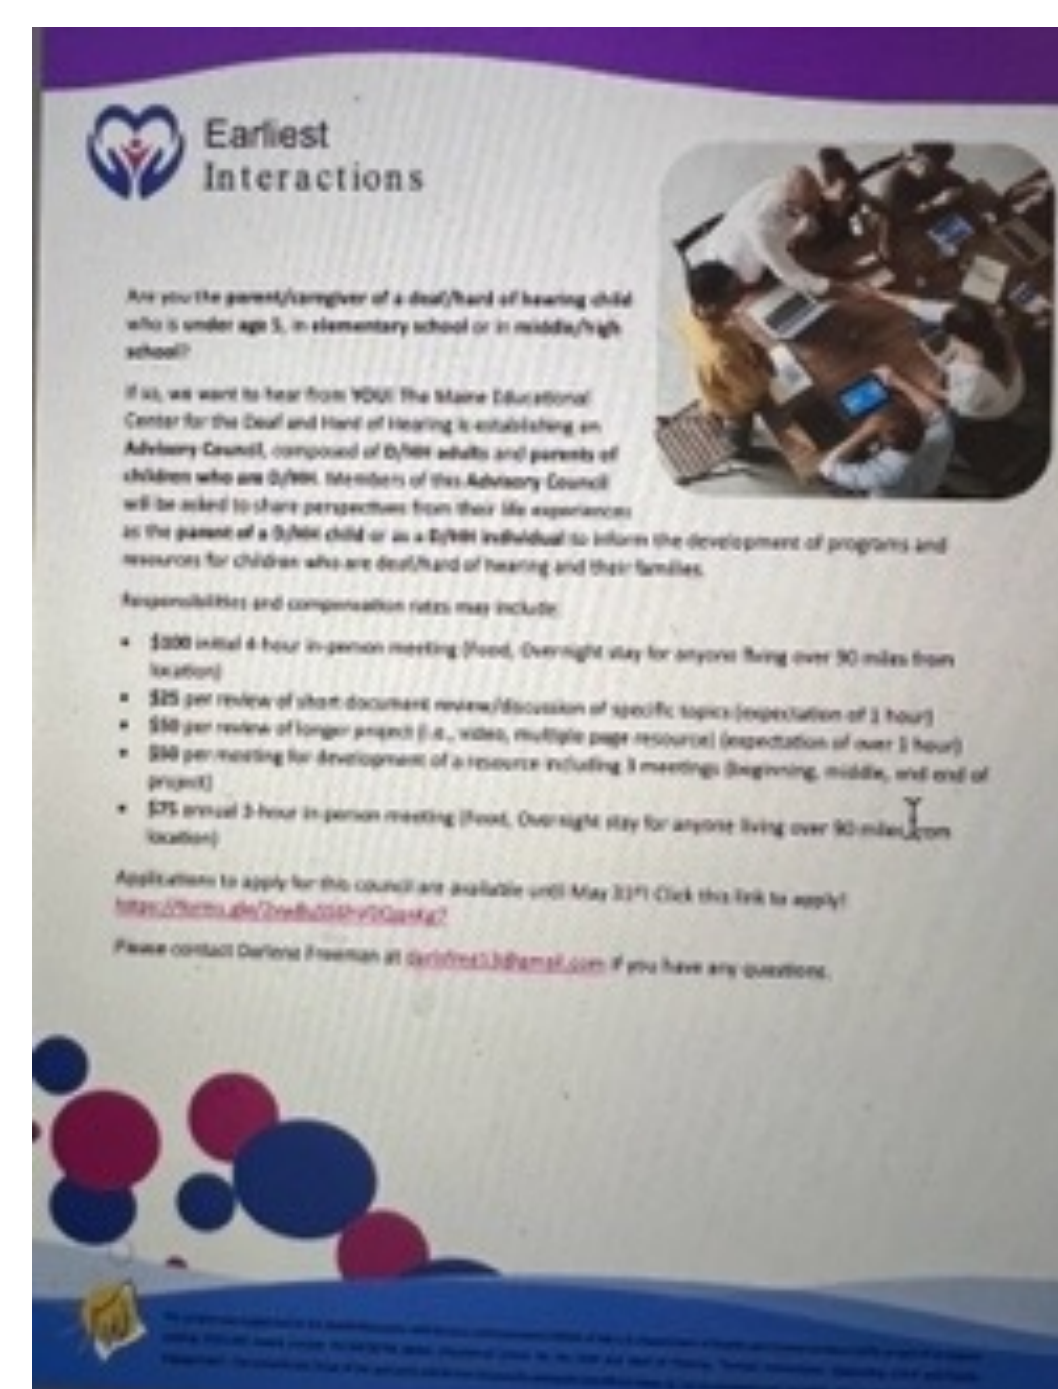 Earliest
Interactions
Are you the parent/caregiver of a deaf/hard of hearing child
who is under age 5, in elementary school or in middle/high
school?
If so, we want to hear from YOU! The Maine Educational
Center for the Deaf and Hard of Hearing is establishing an
Advisory Council, composed of D/HH adults and parents of
children who are D/HH. Members of this Advisory Council
will be asked to share perspectives from their life experiences
as the parent of a D/HH child or as a D/HH individual to inform the development of programs and
resources for children who are deaf/hard of hearing and their families.
Responsibilities and compensation rates may include:
• initial 4-hour in-person meeting (Food, Overnight stay for anyone living over 90 miles from
location)
• $25 per review of short document review/discussion of specific topics (expectation of 1 hour)
• $50 per review of longer project (i.e., video, multiple page resource) (expectation of over 1 hour)
• $50 per meeting for development of a resource including 3 meetings (beginning, middle, and end of
project)
• $75 annual 3-hour in-person meeting (Food, Overnight stay for anyone living over 90 miles from
location)
Applications to apply for this council are available until May 31st! Click this link to apply!
Please contact Darlene Freeman at if you have any questions.